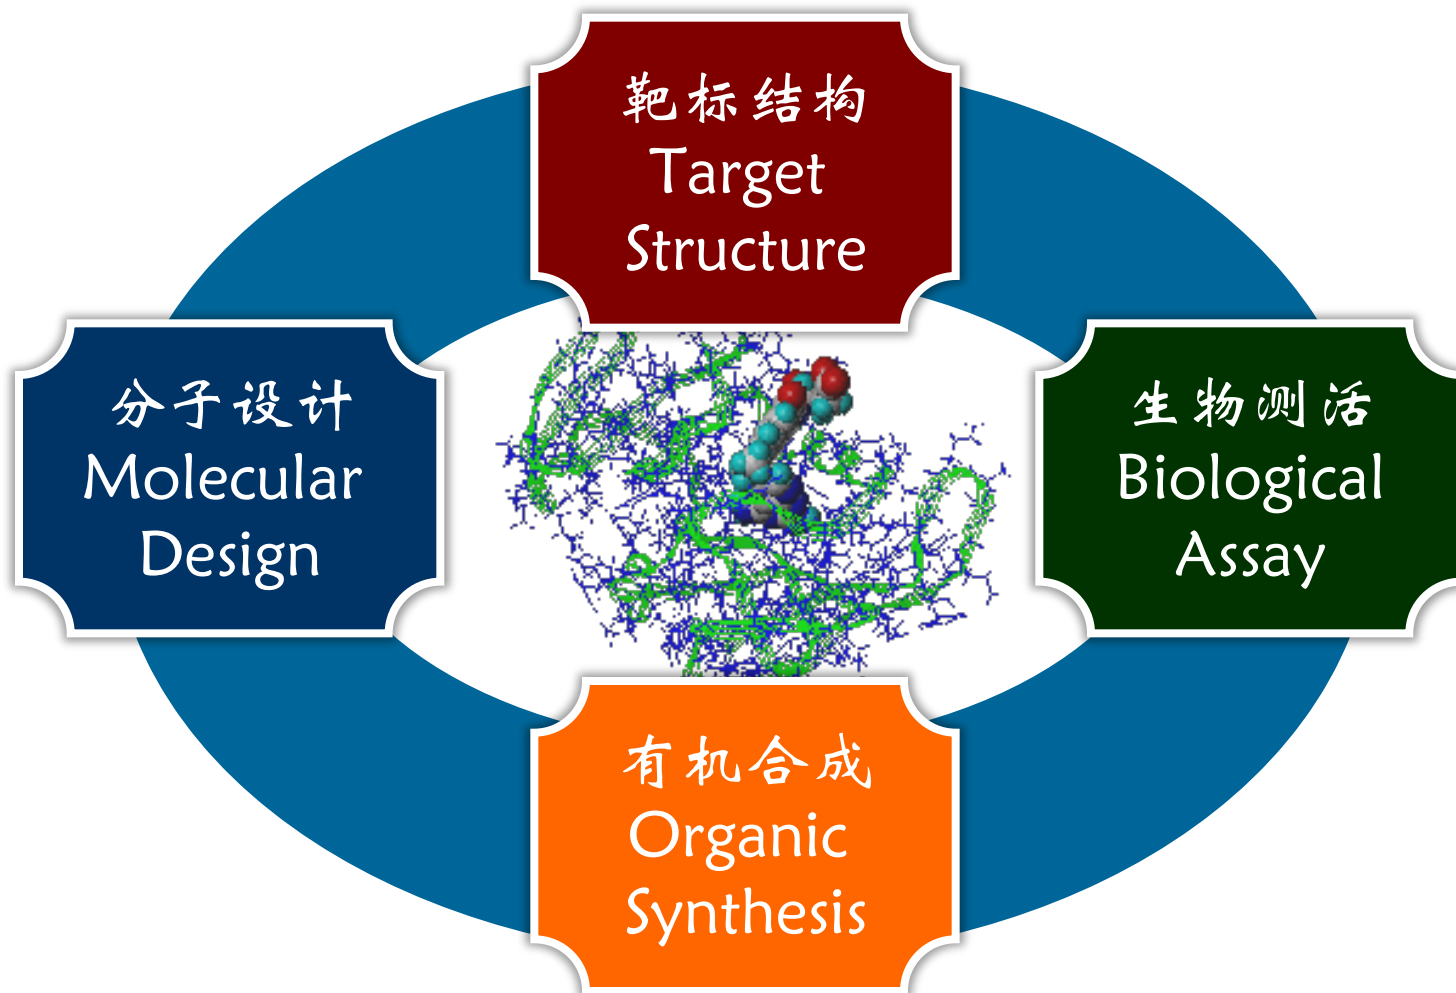 靶标结构
Target
Structure
分子设计
Molecular
Design
生物测活
Biological
Assay
有机合成
Organic
Synthesis